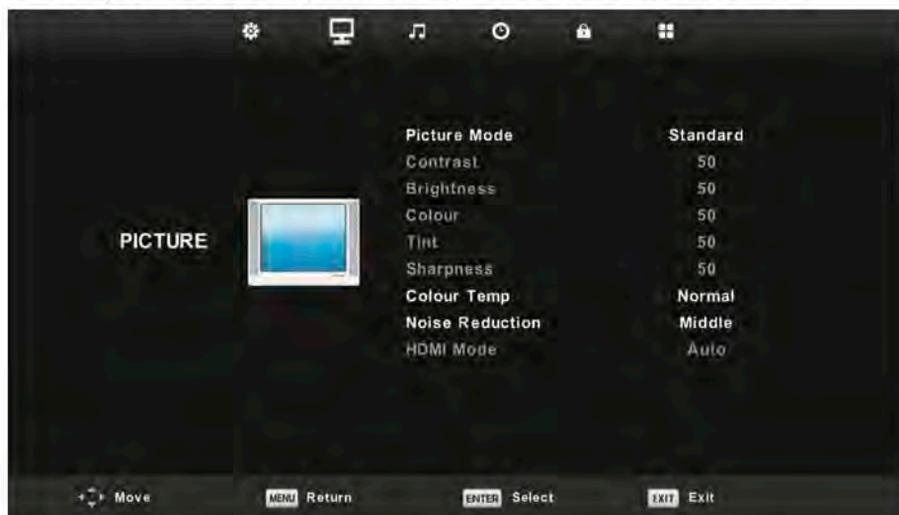 Picture Mode Standard
Contrast 50
Brightness 50
Colour 50
PICTURE
Tint 50
Sharpness 50
Colour Temp Normal
Noise Reduction Middle
HDMI Mode Auto
Move MENU Return ENTER Select EXIT Exit